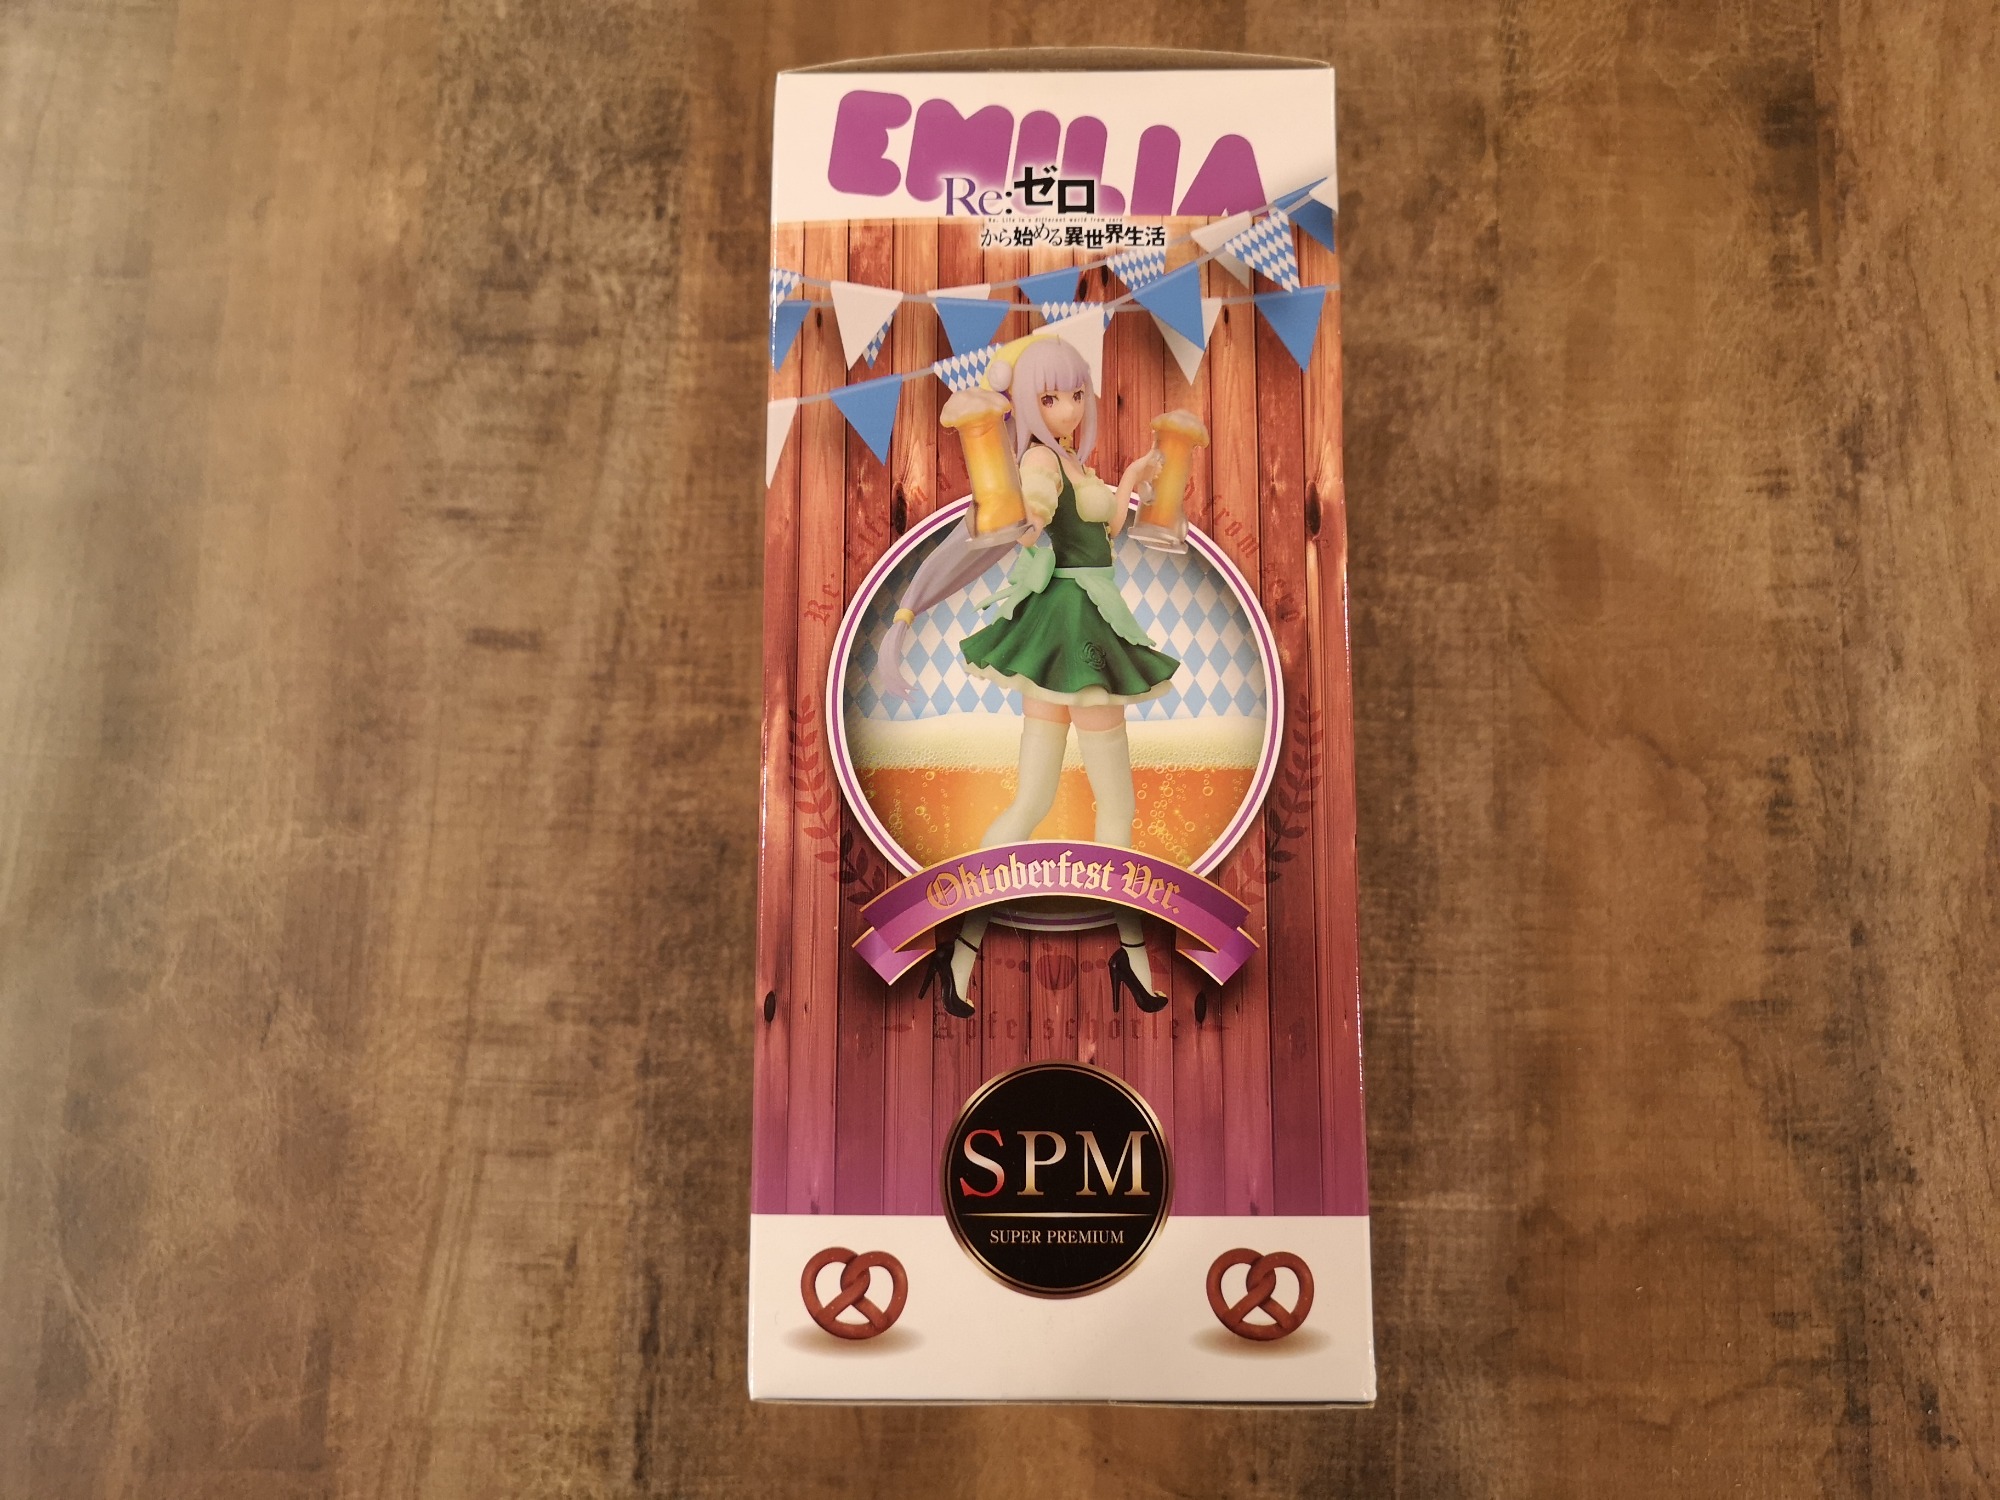 EMILIA
Re:ゼロ
Re: Life in a different world from zero
から始める異世界生活
Oktoberfest Ver.
Apfelschorle
SPM
SUPER PREMIUM